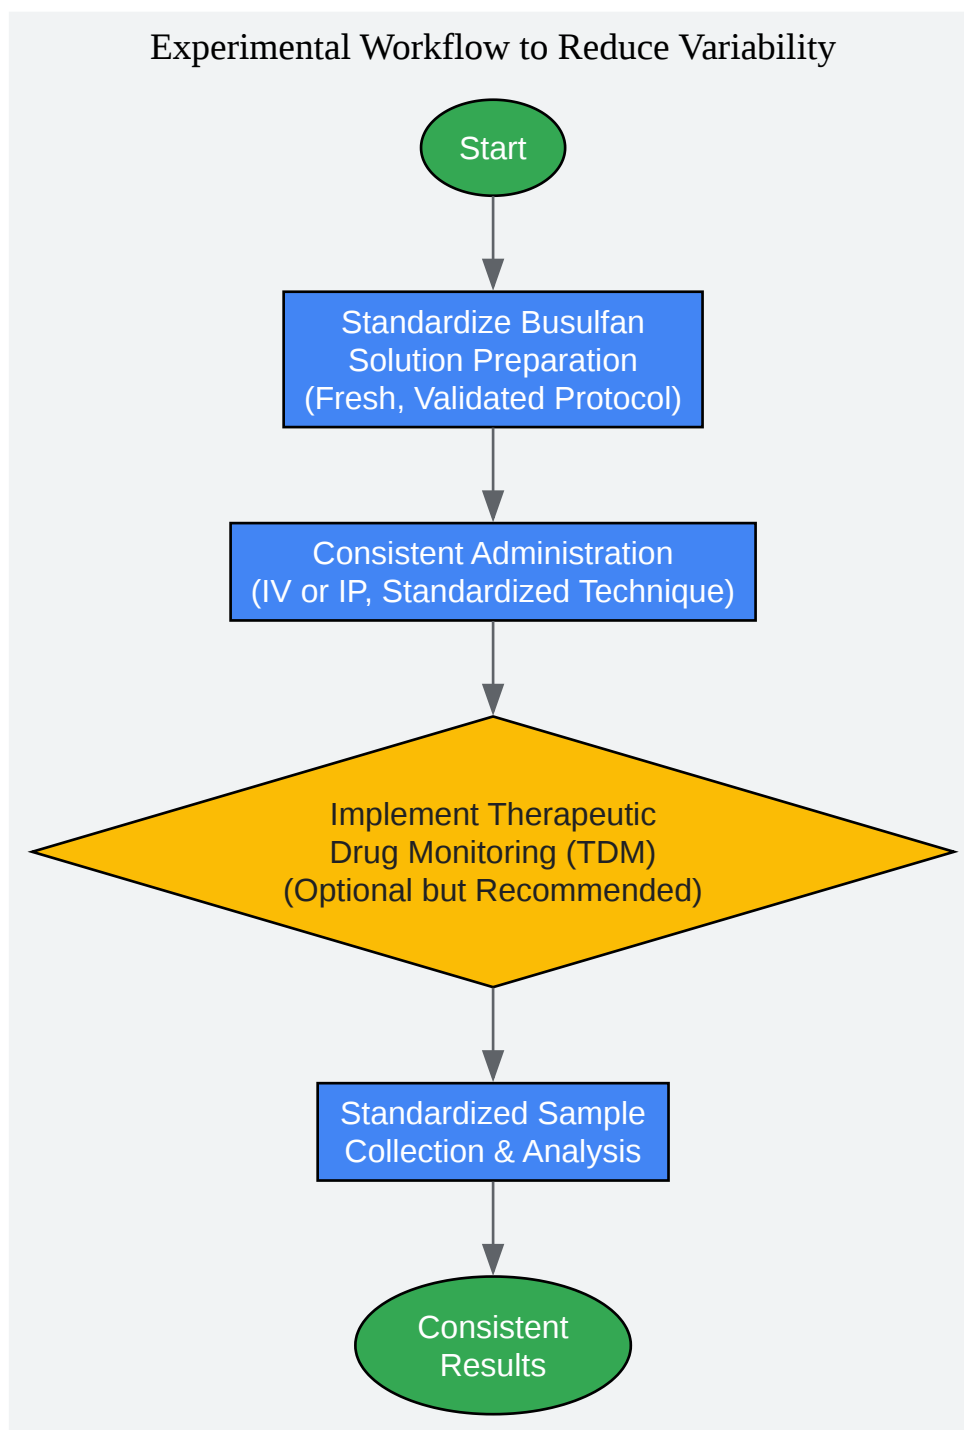 Experimental Workflow to Reduce Variability
Start
Standardize Busulfan
Solution Preparation
(Fresh, Validated Protocol)
Consistent Administration
(IV or IP, Standardized Technique)
Implement Therapeutic
Drug Monitoring (TDM)
(Optional but Recommended)
Standardized Sample
Collection & Analysis
Consistent
Results